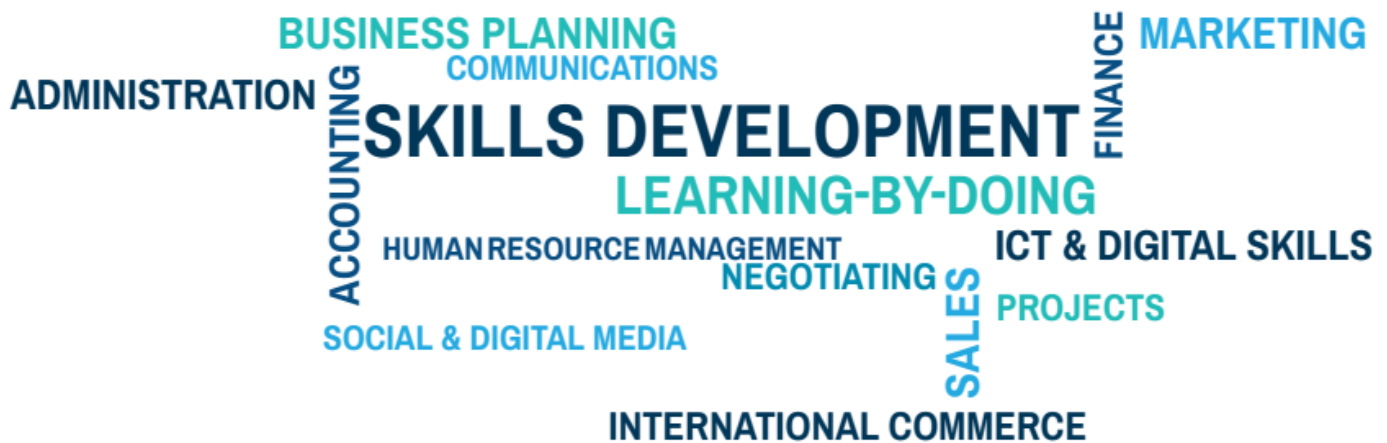 BUSINESS PLANNING
MARKETING
FINANCE
COMMUNICATIONS
ADMINISTRATION
ACCOUNTING
SKILLS DEVELOPMENT
LEARNING-BY-DOING
HUMAN RESOURCE MANAGEMENT
ICT & DIGITAL SKILLS
NEGOTIATING
SALES
PROJECTS
SOCIAL & DIGITAL MEDIA
INTERNATIONAL COMMERCE